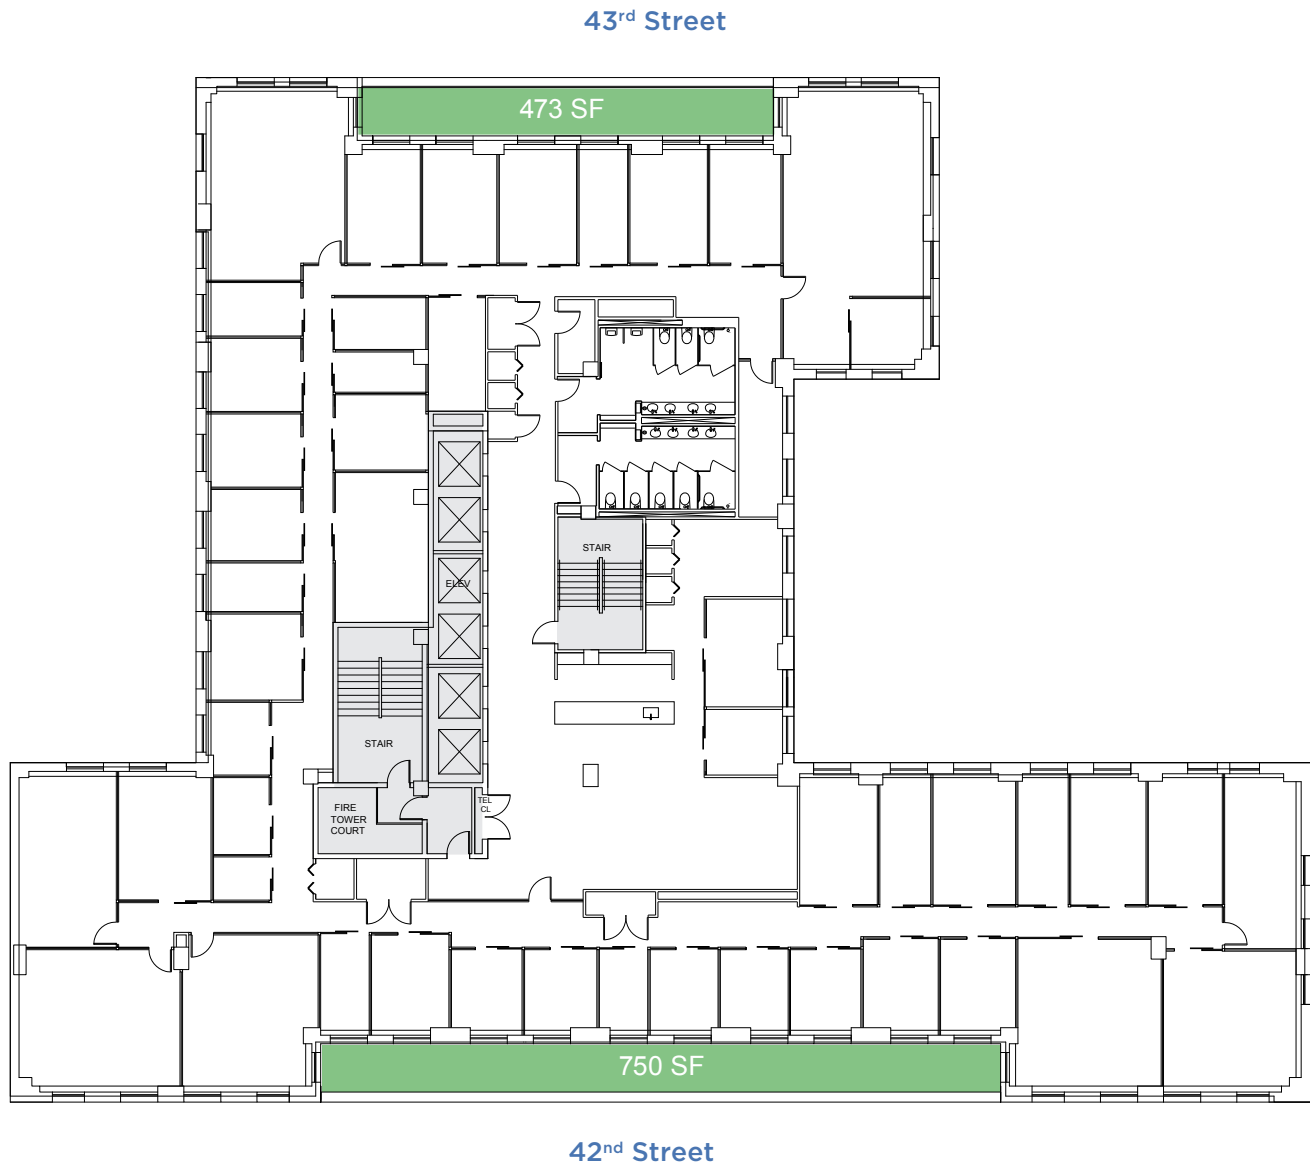 43rd Street
473 SF
STAIR
ELEV
STAIR
TEL
CL
FIRE
TOWER
COURT
750 SF
42nd Street